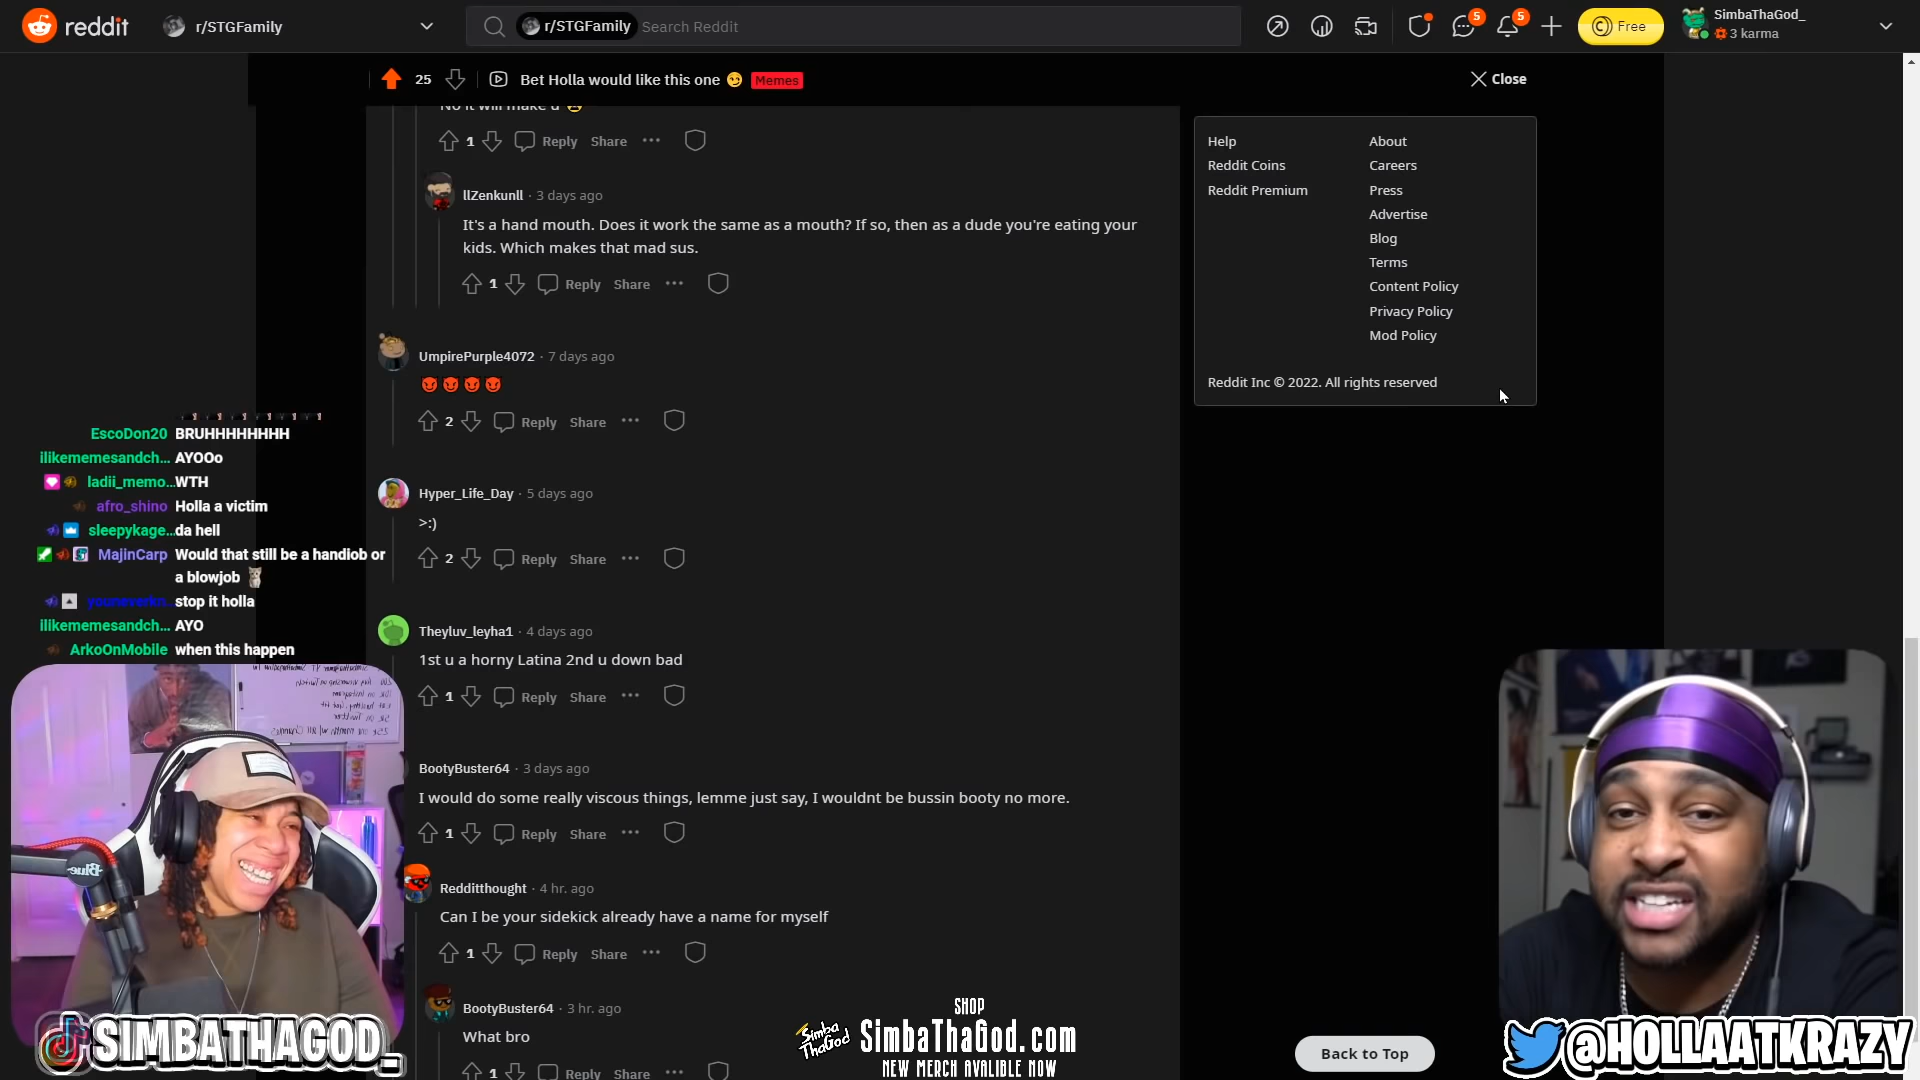 reddit
r/STGFamily
r/STGFamily Search Reddit
5
5
Free
SimbaThaGod_
3 karma
25
Bet Holla would like this one 😏 Memes
Close
1 Reply Share
llZenkunll · 3 days ago
It's a hand mouth. Does it work the same as a mouth? If so, then as a dude you're eating your
kids. Which makes that mad sus.
1 Reply Share
UmpirePurple4072 · 7 days ago
😈😈😈😈
2 Reply Share
Hyper_Life_Day · 5 days ago
>:)
2 Reply Share
Theyluv_leyha1 · 4 days ago
1st u a horny Latina 2nd u down bad
1 Reply Share
BootyBuster64 · 3 days ago
I would do some really viscous things, lemme just say, I wouldnt be bussin booty no more.
1 Reply Share
Redditthought · 4 hr. ago
Can I be your sidekick already have a name for myself
1 Reply Share
BootyBuster64 · 3 hr. ago
What bro
1 Reply Share
Help
Reddit Coins
Reddit Premium
About
Careers
Press
Advertise
Blog
Terms
Content Policy
Privacy Policy
Mod Policy
Reddit Inc © 2022. All rights reserved
EscoDon20 BRUHHHHHHHH
ilikememesandch... AYOOo
ladii_memo... WTH
afro_shino Holla a victim
sleepykage... da hell
MajinCarp Would that still be a handjob or
a blowjob
stop it holla
ilikememesandch... AYO
ArkoOnMobile when this happen
Blue
SIMBATHAGOD_
SHOP
Simba
ThaGod
SimbaThaGod.com
NEW MERCH AVALIBLE NOW
Back to Top
@HOLLAATKRAZY